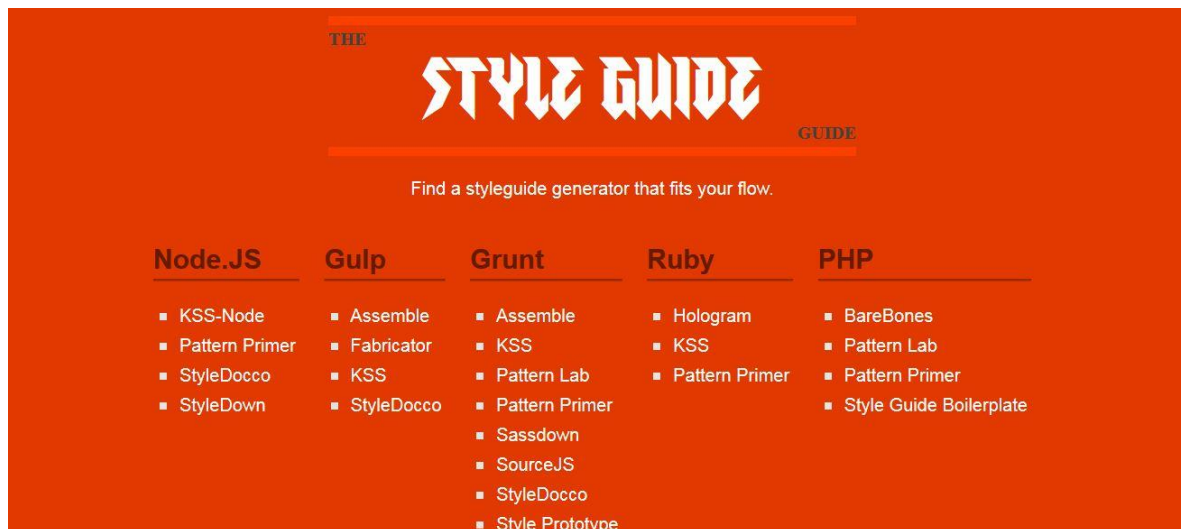 THE
STYLE GUIDE
GUIDE
Find a styleguide generator that fits your flow.
Node.JS
KSS-Node
Pattern Primer
StyleDocco
StyleDown
Gulp
Assemble
Fabricator
KSS
StyleDocco
Grunt
Assemble
KSS
Pattern Lab
Pattern Primer
Sassdown
SourceJS
StyleDocco
Style Prototype
Ruby
Hologram
KSS
Pattern Primer
PHP
BareBones
Pattern Lab
Pattern Primer
Style Guide Boilerplate